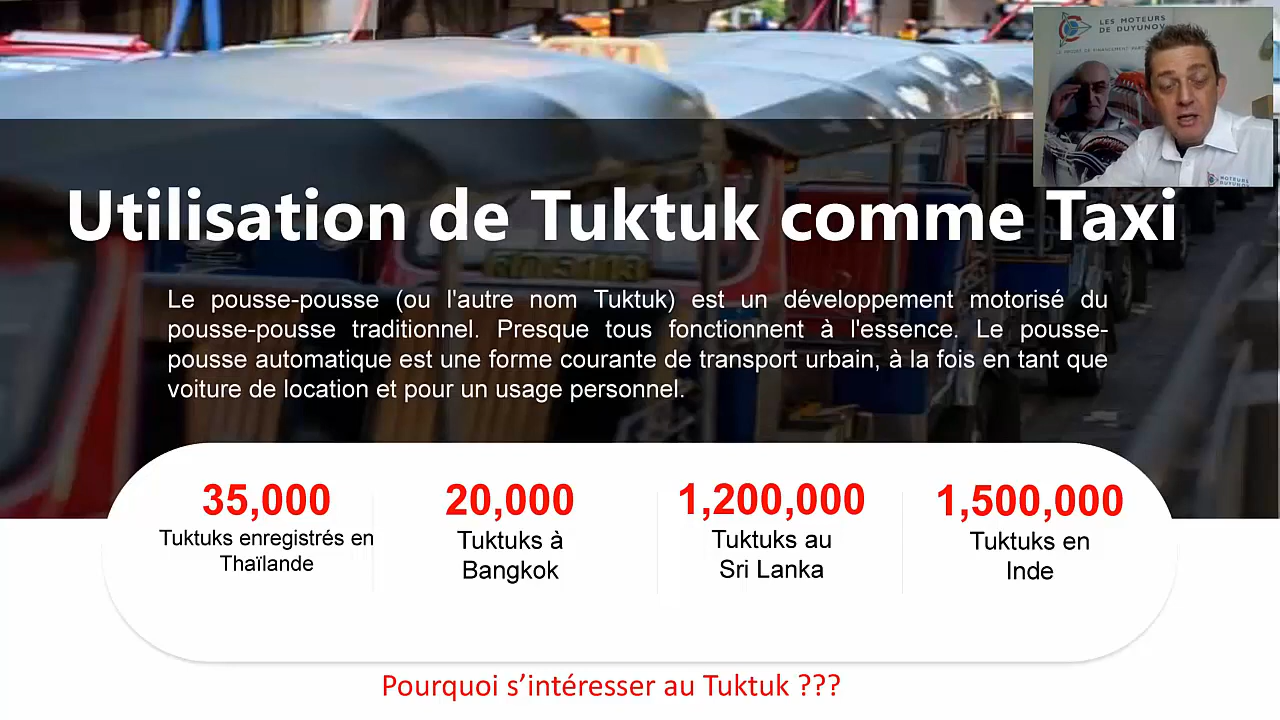 TAXI
LES MOTEURS
DE DUYUNOV
Utilisation de Tuktuk comme Taxi
Le pousse-pousse (ou l'autre nom Tuktuk) est un développement motorisé du
pousse-pousse traditionnel. Presque tous fonctionnent à l'essence. Le pousse-
pousse automatique est une forme courante de transport urbain, à la fois en tant que
voiture de location et pour un usage personnel.
35,000
Tuktuks enregistrés en
Thaïlande
20,000
Tuktuks à
Bangkok
1,200,000
Tuktuks au
Sri Lanka
1,500,000
Tuktuks en
Inde
Pourquoi s’intéresser au Tuktuk ???